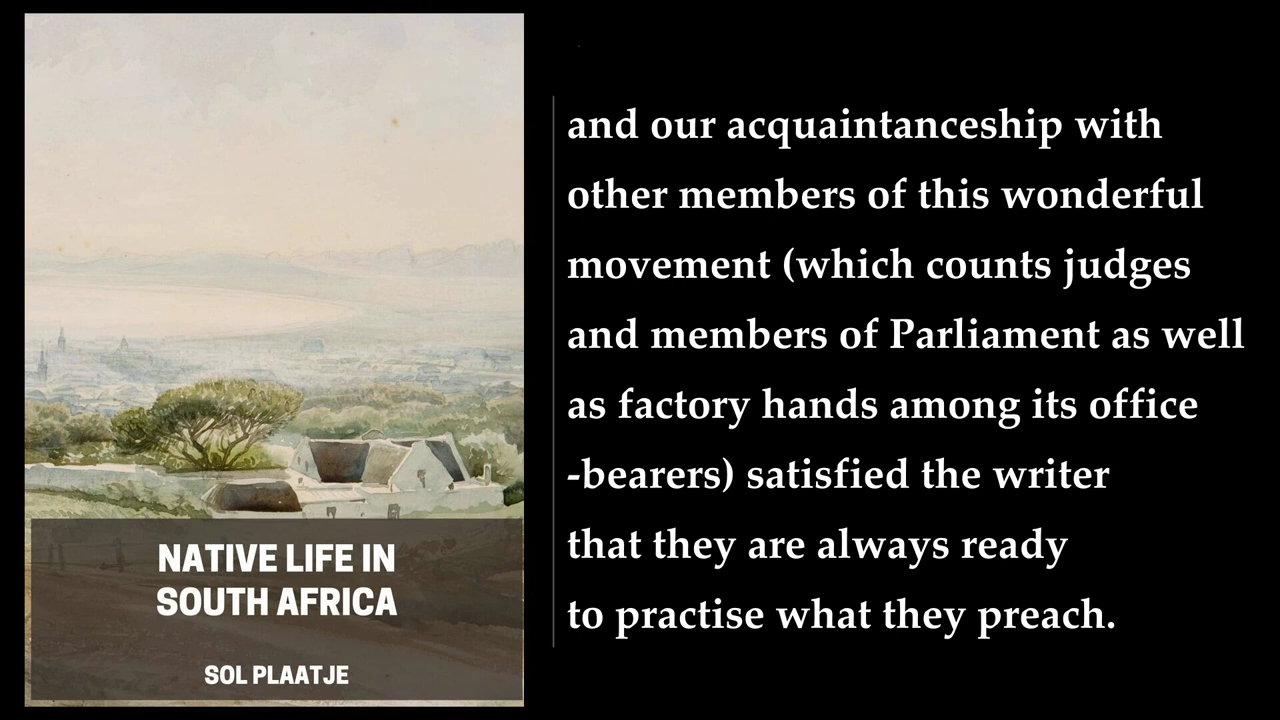 NATIVE LIFE IN
SOUTH AFRICA
SOL PLAATJE
and our acquaintanceship with
other members of this wonderful
movement (which counts judges
and members of Parliament as well
as factory hands among its office
-bearers) satisfied the writer
that they are always ready
to practise what they preach.